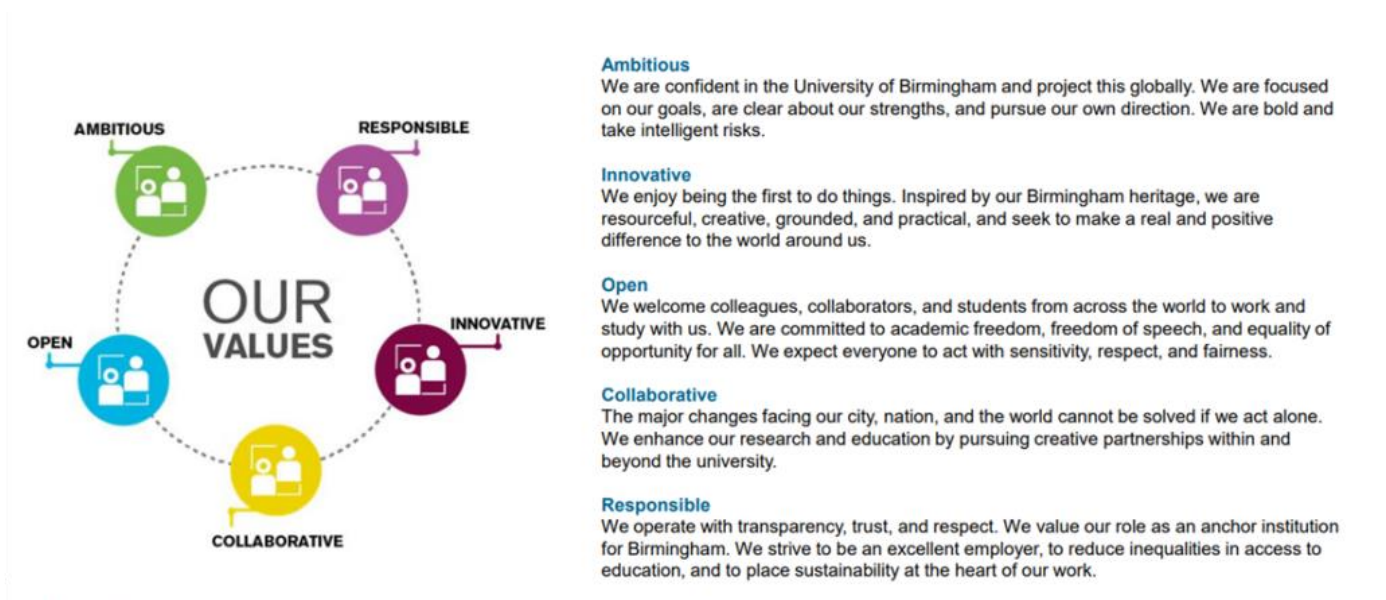 AMBITIOUS
RESPONSIBLE
OUR
VALUES
INNOVATIVE
OPEN
COLLABORATIVE
Ambitious
We are confident in the University of Birmingham and project this globally. We are focused
on our goals, are clear about our strengths, and pursue our own direction. We are bold and
take intelligent risks.
Innovative
We enjoy being the first to do things. Inspired by our Birmingham heritage, we are
resourceful, creative, grounded, and practical, and seek to make a real and positive
difference to the world around us.
Open
We welcome colleagues, collaborators, and students from across the world to work and
study with us. We are committed to academic freedom, freedom of speech, and equality of
opportunity for all. We expect everyone to act with sensitivity, respect, and fairness.
Collaborative
The major changes facing our city, nation, and the world cannot be solved if we act alone.
We enhance our research and education by pursuing creative partnerships within and
beyond the university.
Responsible
We operate with transparency, trust, and respect. We value our role as an anchor institution
for Birmingham. We strive to be an excellent employer, to reduce inequalities in access to
education, and to place sustainability at the heart of our work.